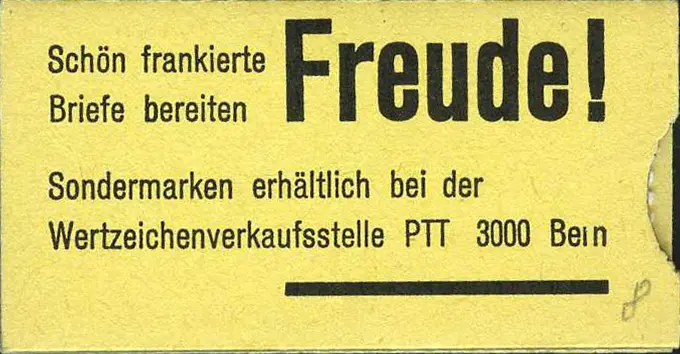 Schön frankierte
Briefe bereiten Freude!
Sondermarken erhältlich bei der
Wertzeichenverkaufsstelle PTT 3000 Bern
8